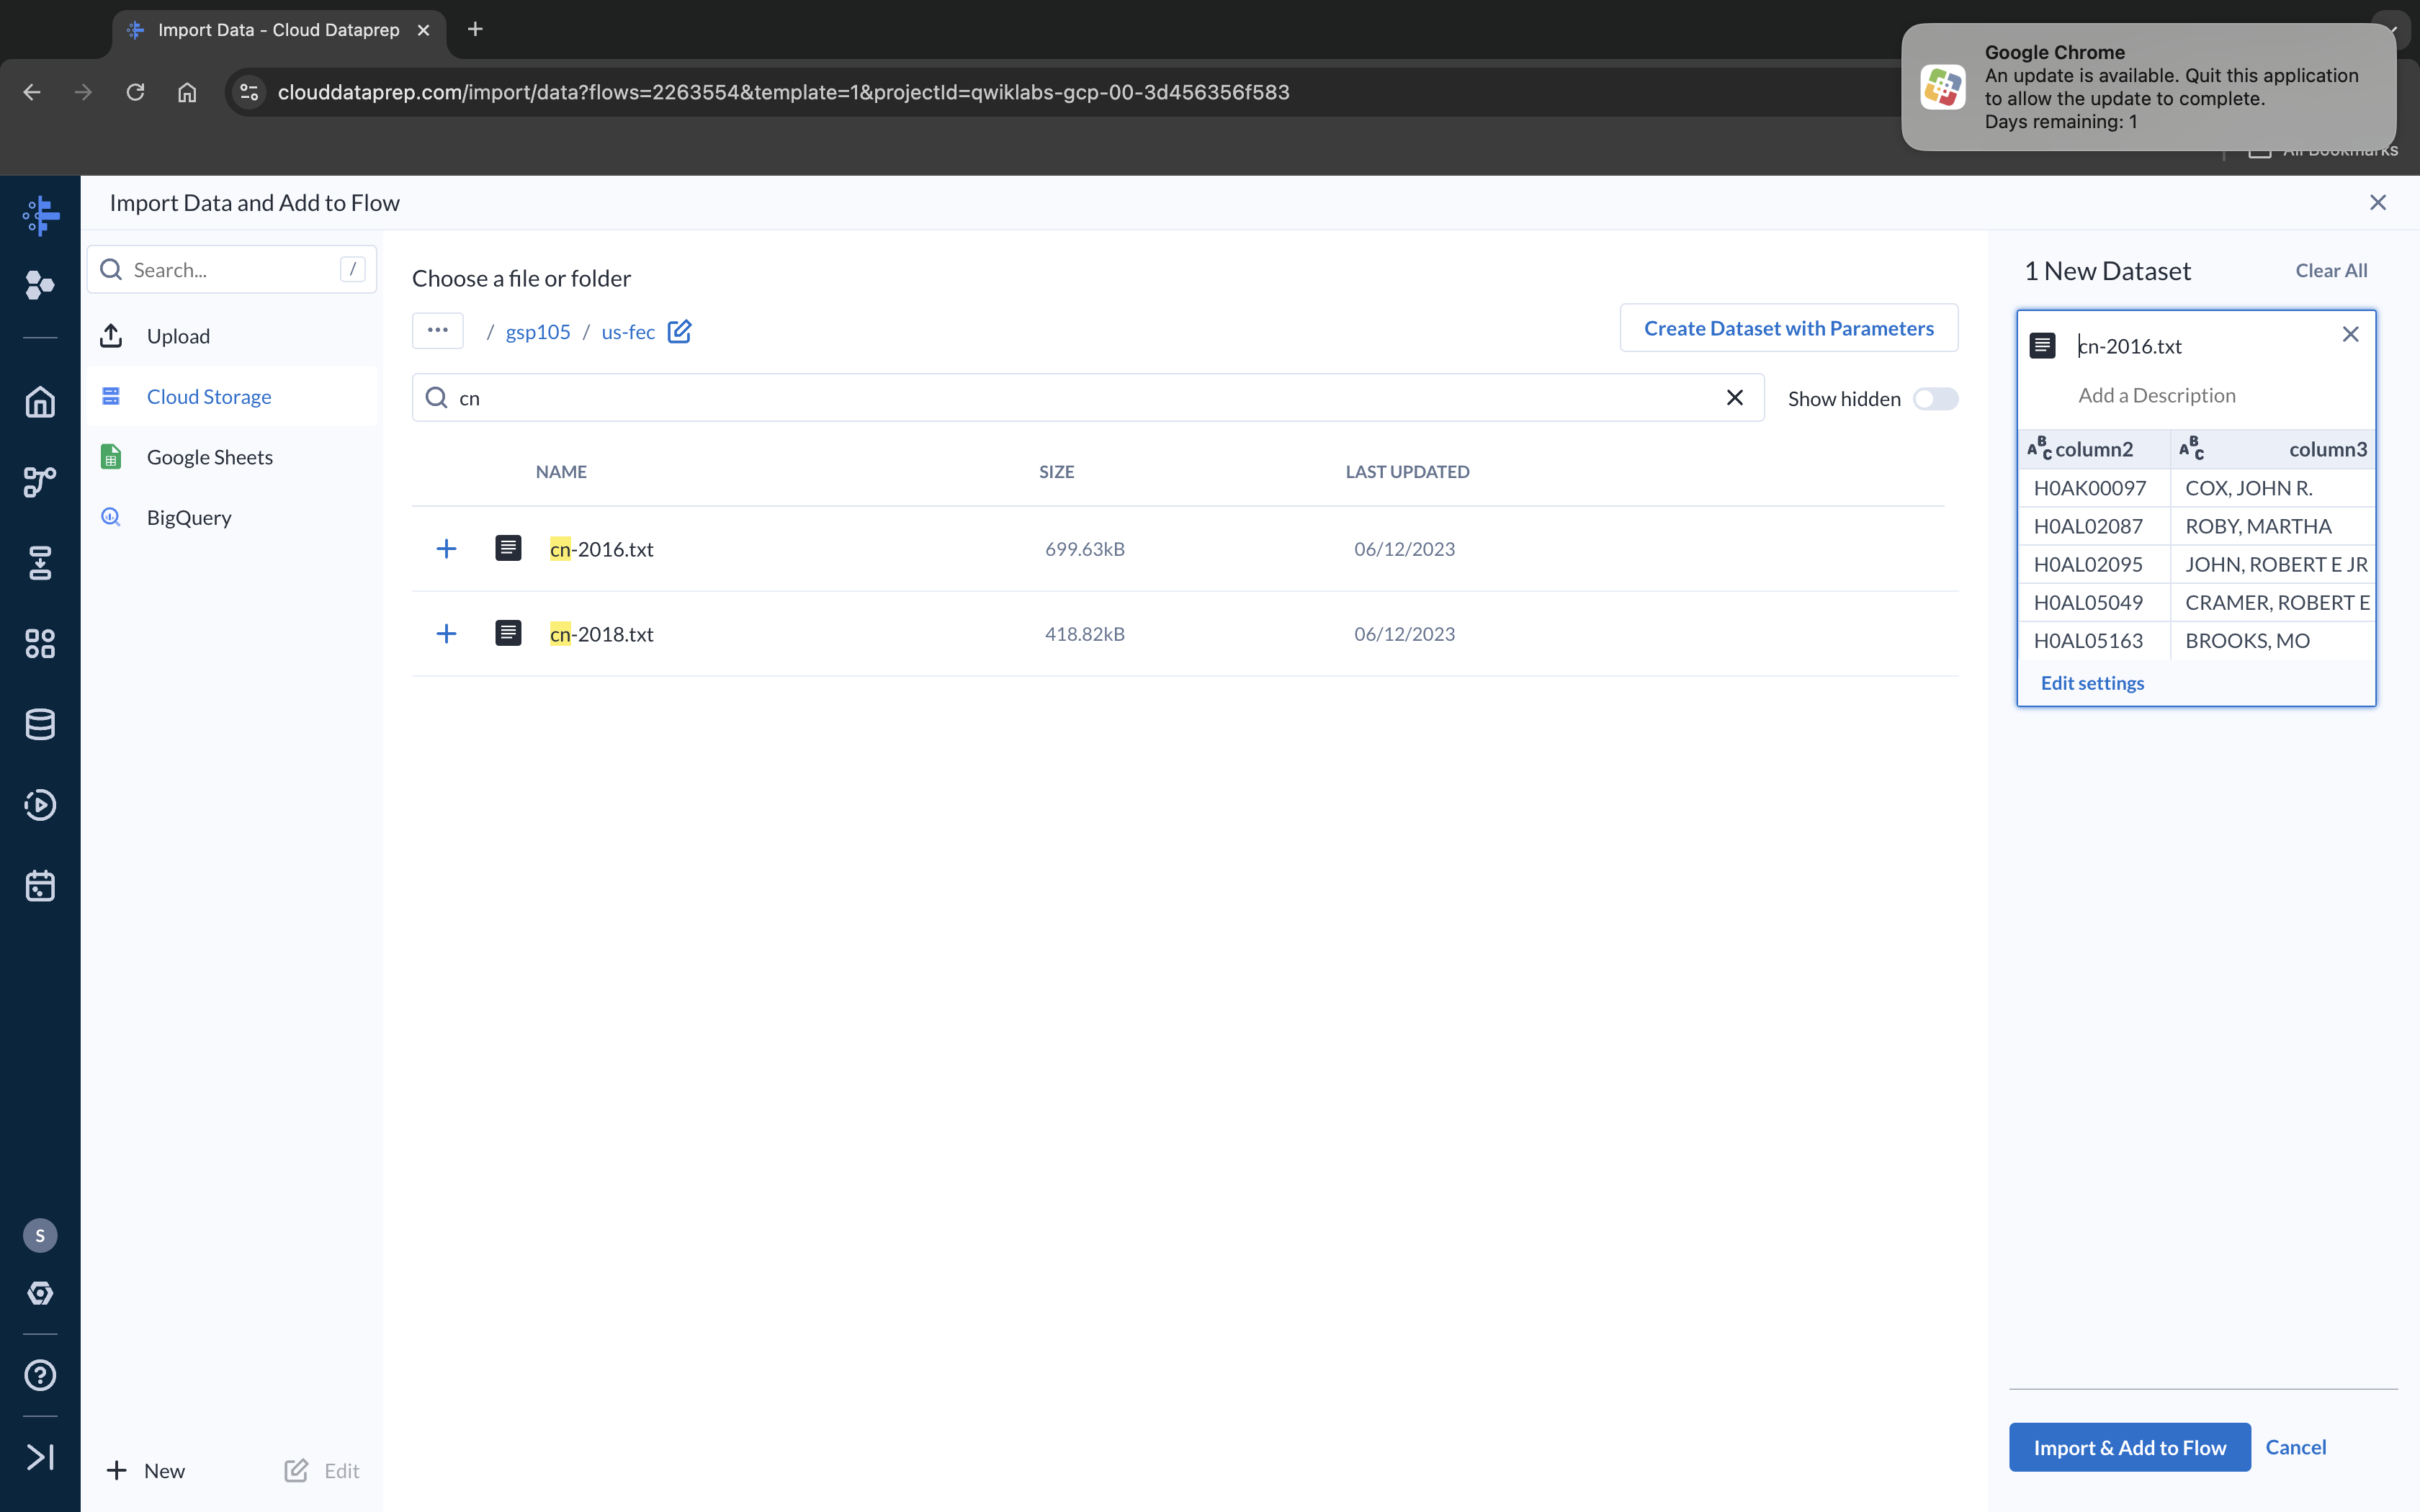 Import Data - Cloud Dataprep
clouddataprep.com/import/data?flows=2263554&template=1&projectId=qwiklabs-gcp-00-3d456356f583
Google Chrome
An update is available. Quit this application
to allow the update to complete.
Days remaining: 1
All Bookmarks
Import Data and Add to Flow
Search...
/
Upload
Cloud Storage
Google Sheets
BigQuery
New
Edit
S
Choose a file or folder
... / gsp105 / us-fec
Create Dataset with Parameters
cn
Show hidden
NAME SIZE LAST UPDATED
cn-2016.txt 699.63kB 06/12/2023
cn-2018.txt 418.82kB 06/12/2023
1 New Dataset
Clear All
cn-2016.txt
Add a Description
ABC column2 ABC column3
H0AK00097 COX, JOHN R.
H0AL02087 ROBY, MARTHA
H0AL02095 JOHN, ROBERT E JR
H0AL05049 CRAMER, ROBERT E
H0AL05163 BROOKS, MO
Edit settings
Import & Add to Flow
Cancel